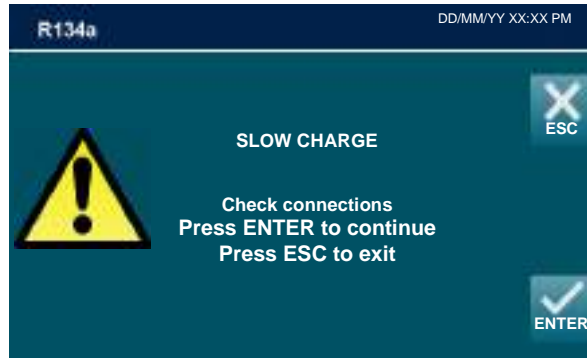 R134a
DD/MM/YY XX:XX PM
ESC
SLOW CHARGE
Check connections
Press ENTER to continue
Press ESC to exit
ENTER